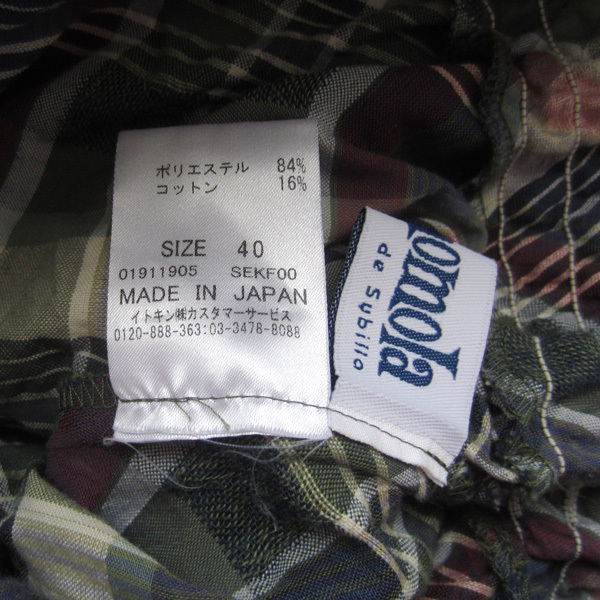 ポリエステル 84%
コットン 16%
SIZE 40
01911905 SEKF00
MADE IN JAPAN
イトキン㈱カスタマーサービス
0120-888-363:03-3478-8088
de Sybilla